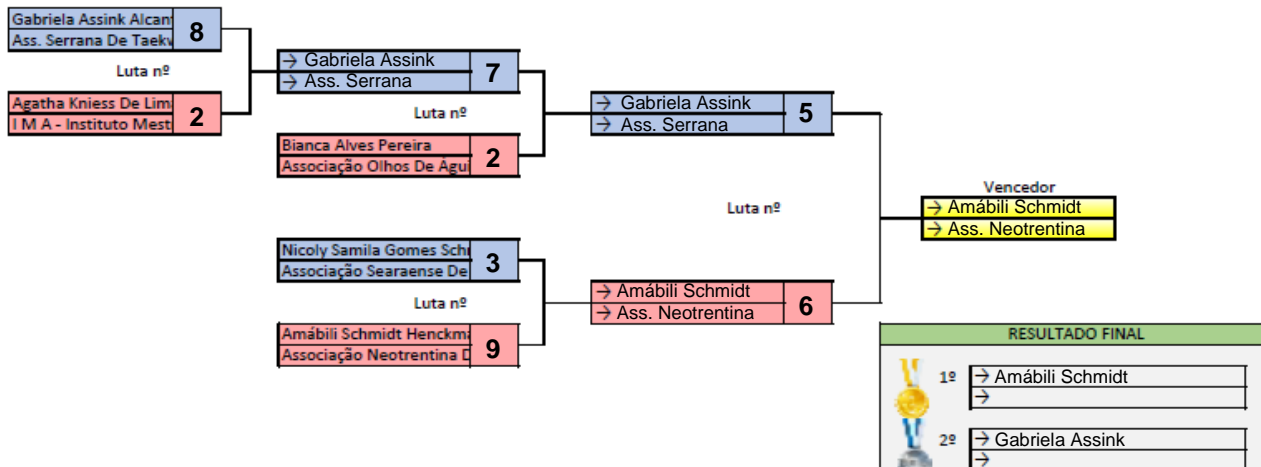 Gabriela Assink Alcan
8
Ass. Serrana De Taekw
Luta nº
Agatha Kniess De Lim
2
I M A - Instituto Mest
→ Gabriela Assink
7
→ Ass. Serrana
Luta nº
Bianca Alves Pereira
2
Associação Olhos De Águi
→ Gabriela Assink
5
→ Ass. Serrana
Luta nº
Vencedor
→ Amábili Schmidt
→ Ass. Neotrentina
Nicoly Samila Gomes Sch
3
Associação Searaense De
Luta nº
Amábili Schmidt Henckma
9
Associação Neotrentina D
→ Amábili Schmidt
6
→ Ass. Neotrentina
RESULTADO FINAL
1º → Amábili Schmidt
→
2º → Gabriela Assink
→